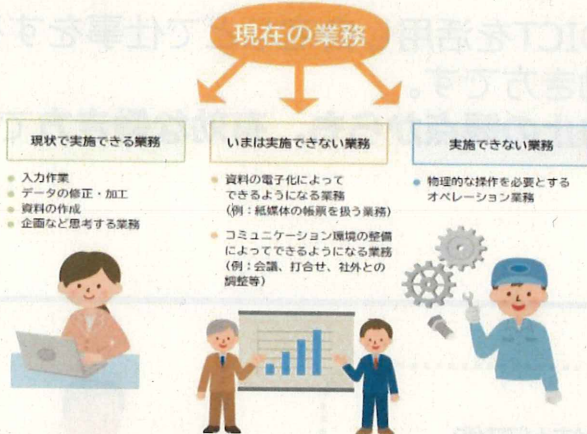 現在の業務
現状で実施できる業務
入力作業
データの修正・加工
資料の作成
企画など思考する業務
いまは実施できない業務
資料の電子化によって
できるようになる業務
(例：紙媒体の帳票を扱う業務)
コミュニケーション環境の整備
によってできるようになる業務
(例：会議、打合せ、社外との
調整等)
実施できない業務
物理的な操作を必要とする
オペレーション業務